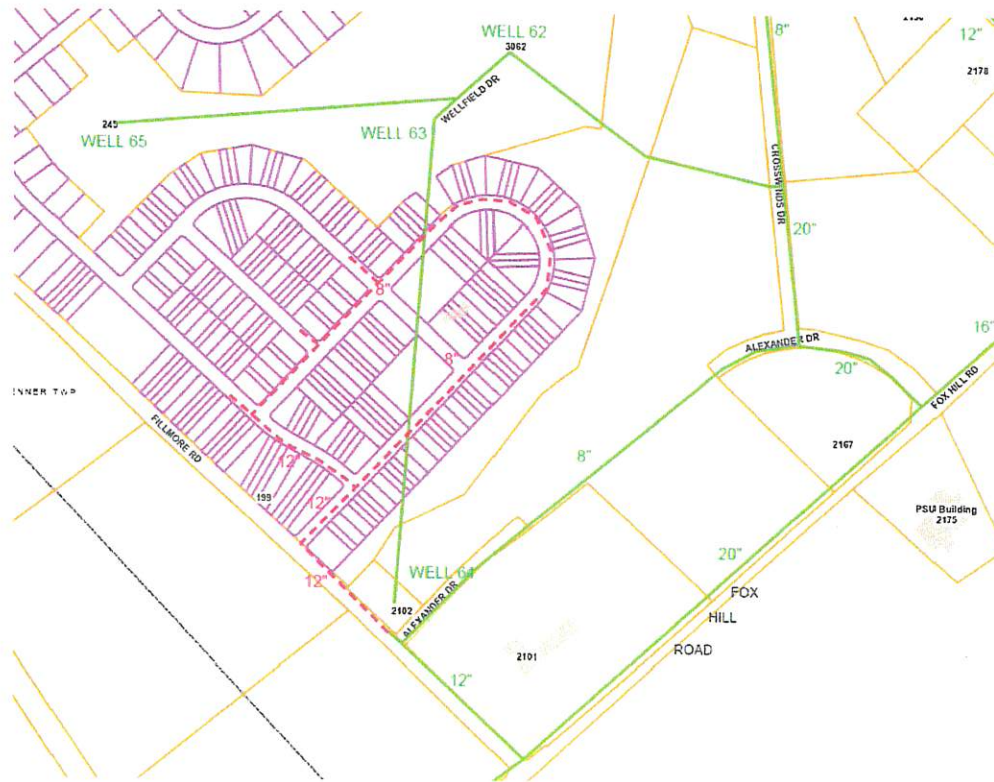 8"
12"
2178
WELL 62
3062
WELLFIELD DR
WELL 63
245
WELL 65
CROSSWINDS DR
20"
8"
8"
ALEXANDER DR
20"
16"
FOX HILL RD
ENNER TWP
FILLMORE RD
12"
199
12"
12"
8"
2167
PSU Building
2175
20"
WELL 64
2102
ALEXANDER DR
2101
FOX
HILL
ROAD
12"